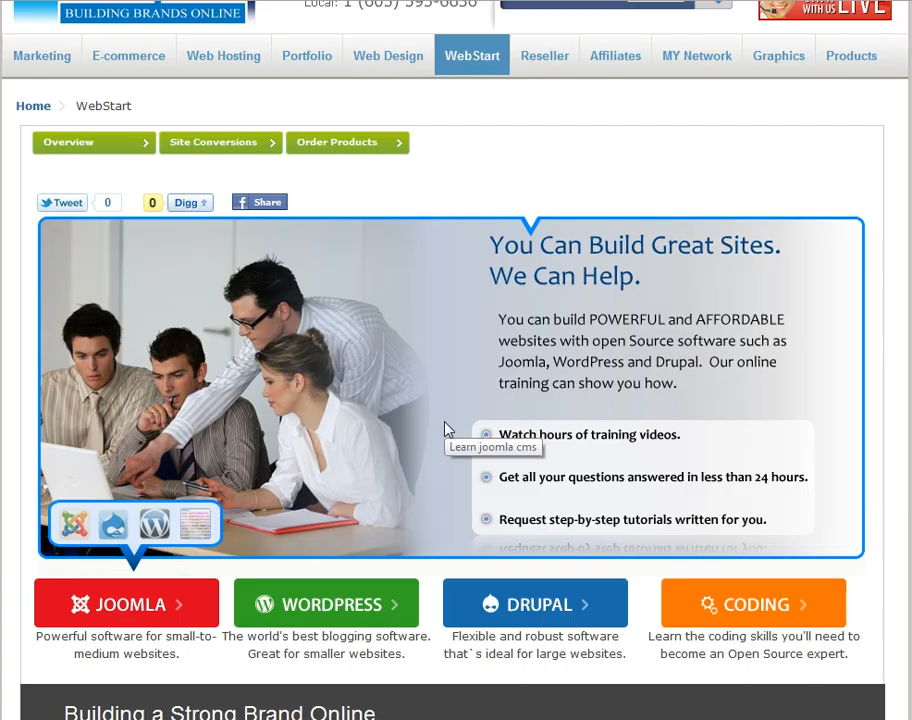 BUILDING BRANDS ONLINE
Local: 1 (605) 593-6636
WITH US LIVE
Marketing
E-commerce
Web Hosting
Portfolio
Web Design
WebStart
Reseller
Affiliates
MY Network
Graphics
Products
Home
WebStart
Overview
Site Conversions
Order Products
Tweet
0
0
Digg
Share
You Can Build Great Sites.
We Can Help.
You can build POWERFUL and AFFORDABLE
websites with open Source software such as
Joomla, WordPress and Drupal. Our online
training can show you how.
Watch hours of training videos.
Learn joomla cms
Get all your questions answered in less than 24 hours.
Request step-by-step tutorials written for you.
JOOMLA
WORDPRESS
DRUPAL
CODING
Powerful software for small-to-
medium websites.
The world's best blogging software.
Great for smaller websites.
Flexible and robust software
that`s ideal for large websites.
Learn the coding skills you'll need to
become an Open Source expert.
Building a Strong Brand Online